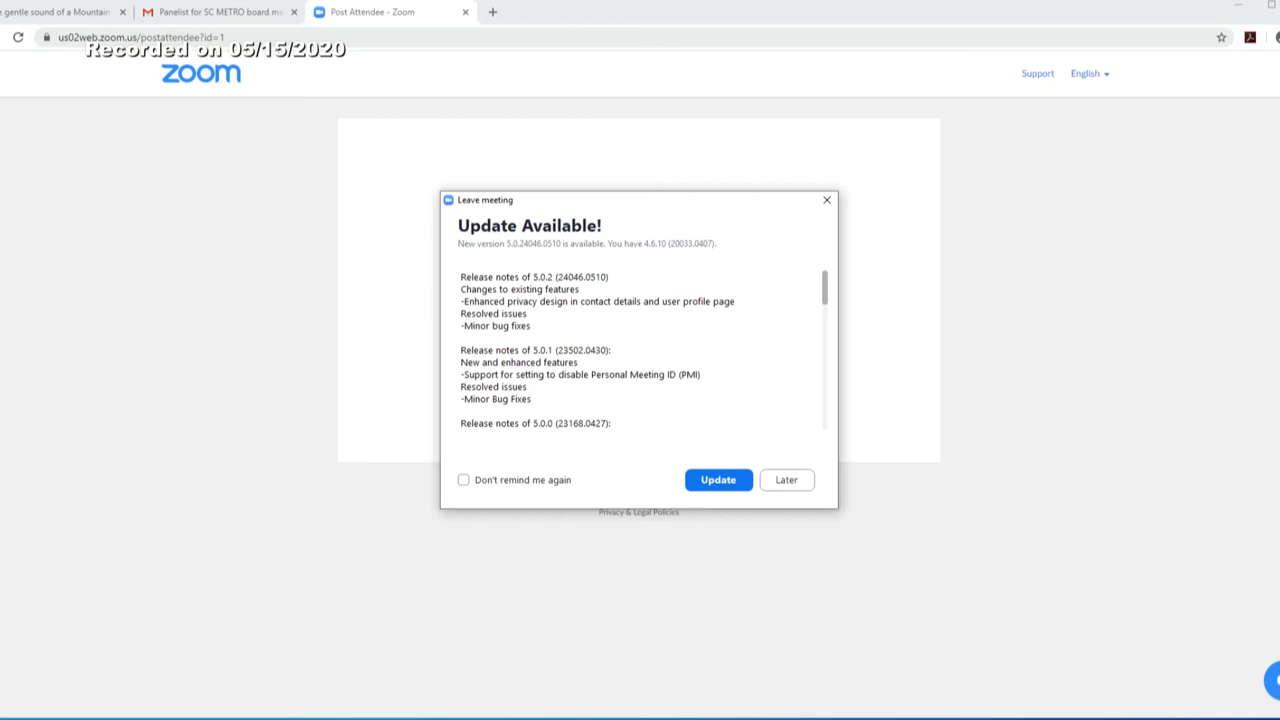 e gentle sound of a Mountain
Panelist for SC METRO board m
Post Attendee - Zoom
us02web.zoom.us/postattendee?id=1
Recorded on 05/15/2020
zoom
Support
English
Leave meeting
Update Available!
New version 5.0.24046.0510 is available. You have 4.6.10 (20033.0407).
Release notes of 5.0.2 (24046.0510)
Changes to existing features
-Enhanced privacy design in contact details and user profile page
Resolved issues
-Minor bug fixes
Release notes of 5.0.1 (23502.0430):
New and enhanced features
-Support for setting to disable Personal Meeting ID (PMI)
Resolved issues
-Minor Bug Fixes
Release notes of 5.0.0 (23168.0427):
Don't remind me again
Update
Later
Privacy & Legal Policies